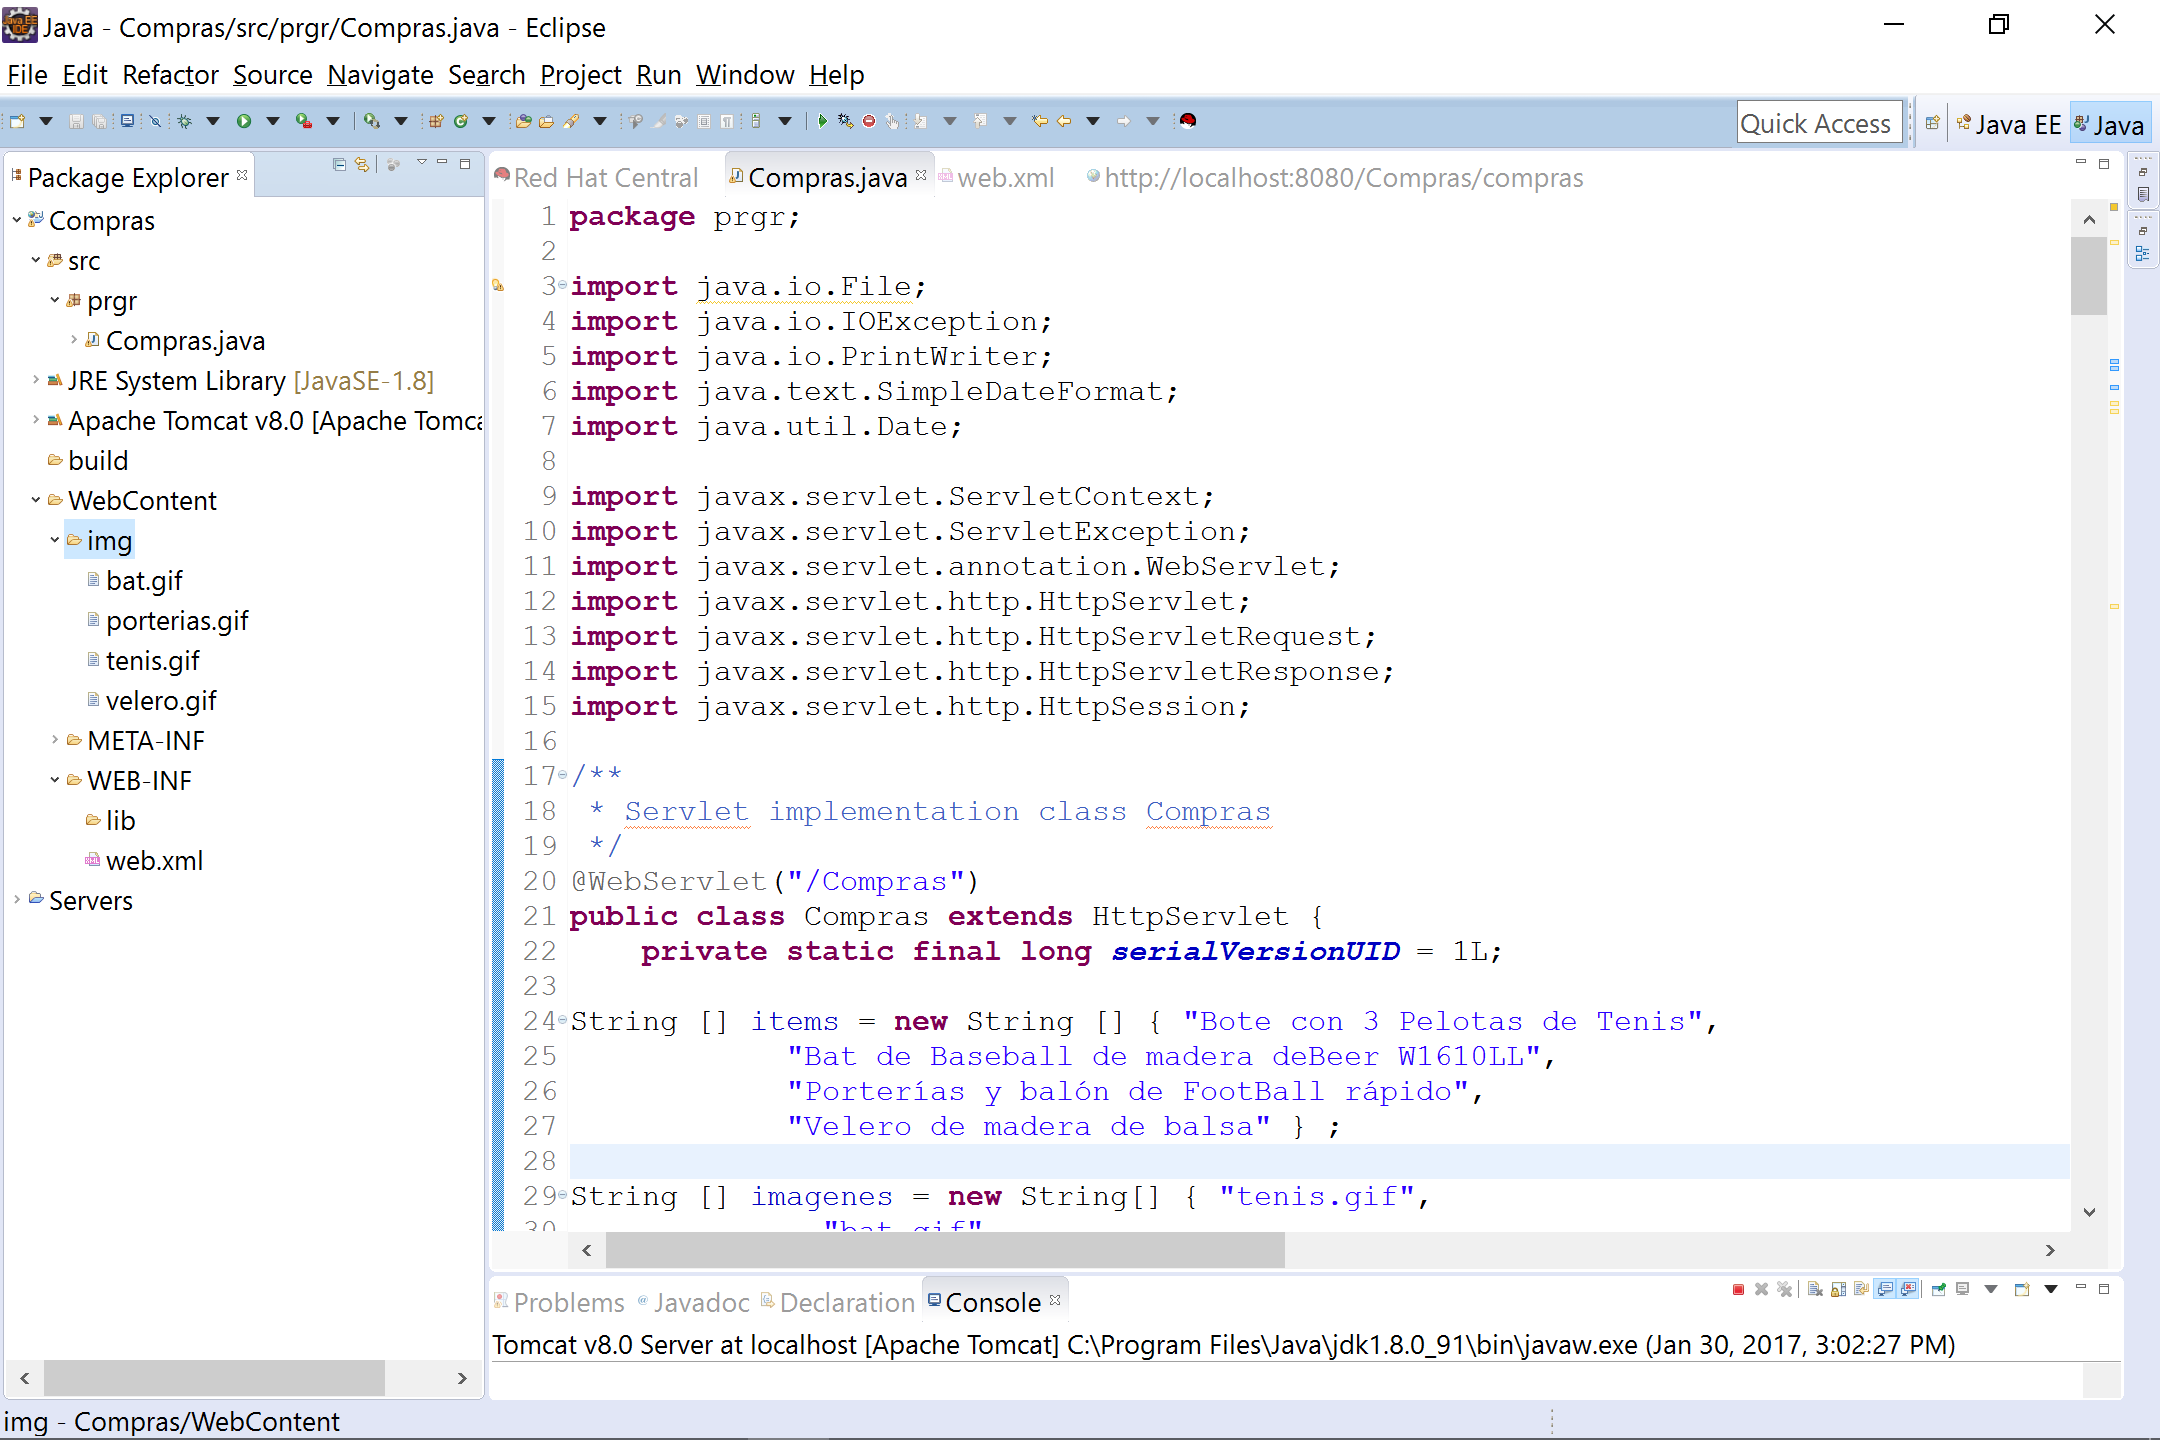 Java - Compras/src/prgr/Compras.java - Eclipse
File Edit Refactor Source Navigate Search Project Run Window Help
Quick Access
Java EE
Java
Package Explorer
Compras
src
prgr
Compras.java
JRE System Library [JavaSE-1.8]
Apache Tomcat v8.0 [Apache Tomca
build
WebContent
img
bat.gif
porterias.gif
tenis.gif
velero.gif
META-INF
WEB-INF
lib
web.xml
Servers
Red Hat Central Compras.java web.xml http://localhost:8080/Compras/compras
1 package prgr;
2
3 import java.io.File;
4 import java.io.IOException;
5 import java.io.PrintWriter;
6 import java.text.SimpleDateFormat;
7 import java.util.Date;
8
9 import javax.servlet.ServletContext;
10 import javax.servlet.ServletException;
11 import javax.servlet.annotation.WebServlet;
12 import javax.servlet.http.HttpServlet;
13 import javax.servlet.http.HttpServletRequest;
14 import javax.servlet.http.HttpServletResponse;
15 import javax.servlet.http.HttpSession;
16
17 /**
18 * Servlet implementation class Compras
19 */
20 @WebServlet("/Compras")
21 public class Compras extends HttpServlet {
22 private static final long serialVersionUID = 1L;
23
24 String [] items = new String [] { "Bote con 3 Pelotas de Tenis",
25 "Bat de Baseball de madera deBeer W1610LL",
26 "Porterías y balón de FootBall rápido",
27 "Velero de madera de balsa" } ;
28
29 String [] imagenes = new String[] { "tenis.gif",
30 "bat.gif"
Problems Javadoc Declaration Console
Tomcat v8.0 Server at localhost [Apache Tomcat] C:\Program Files\Java\jdk1.8.0_91\bin\javaw.exe (Jan 30, 2017, 3:02:27 PM)
img - Compras/WebContent